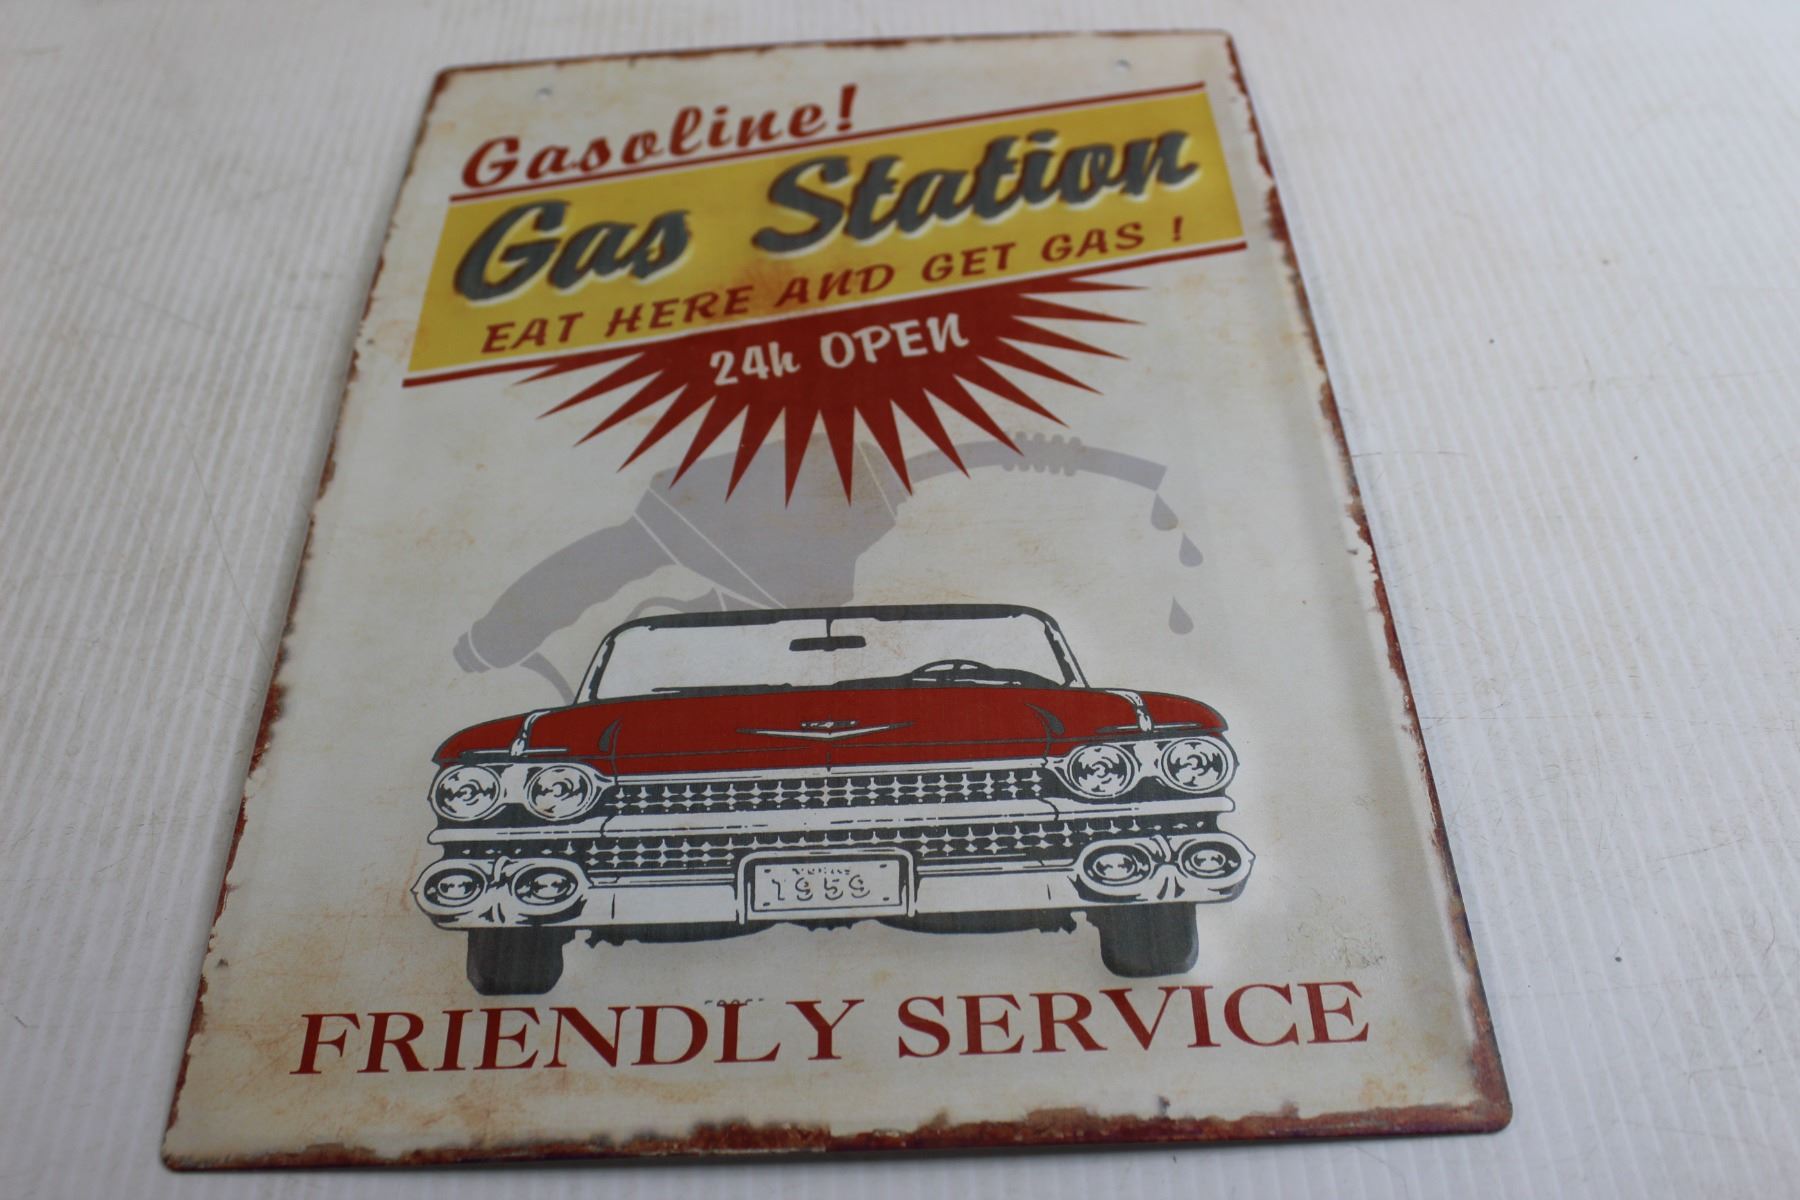 Gasoline!
Gas Station
EAT HERE AND GET GAS !
24h OPEN
1959
FRIENDLY SERVICE